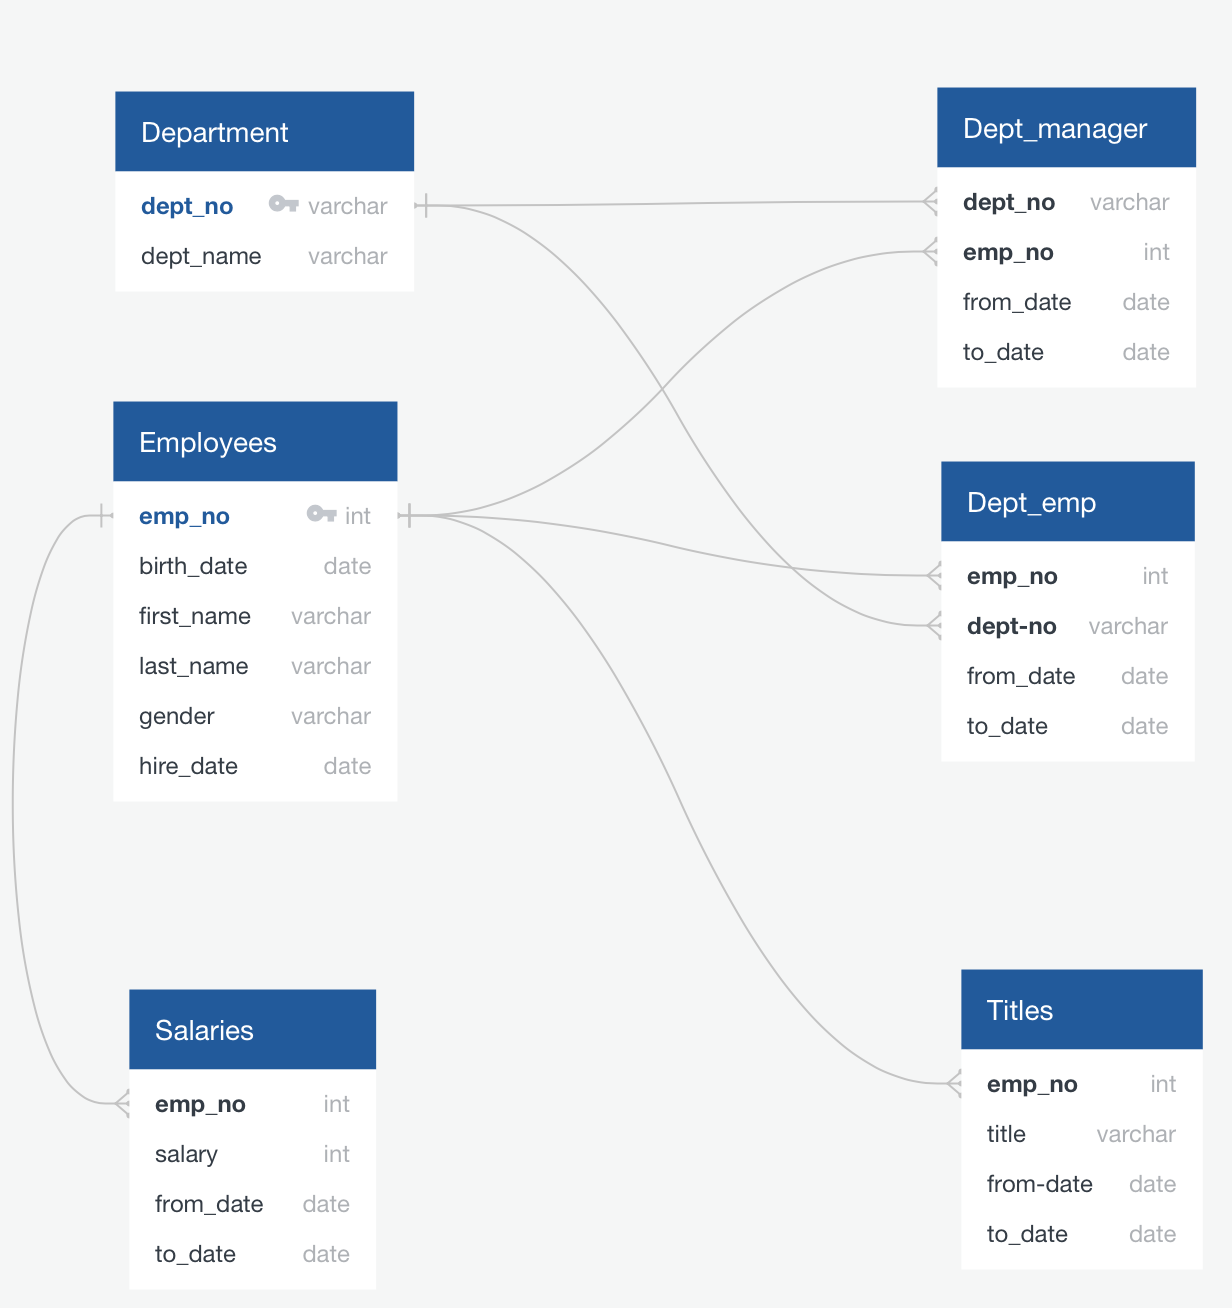 Department
dept_no varchar
dept_name varchar
Employees
emp_no int
birth_date date
first_name varchar
last_name varchar
gender varchar
hire_date date
Salaries
emp_no int
salary int
from_date date
to_date date
Dept_manager
dept_no varchar
emp_no int
from_date date
to_date date
Dept_emp
emp_no int
dept-no varchar
from_date date
to_date date
Titles
emp_no int
title varchar
from-date date
to_date date